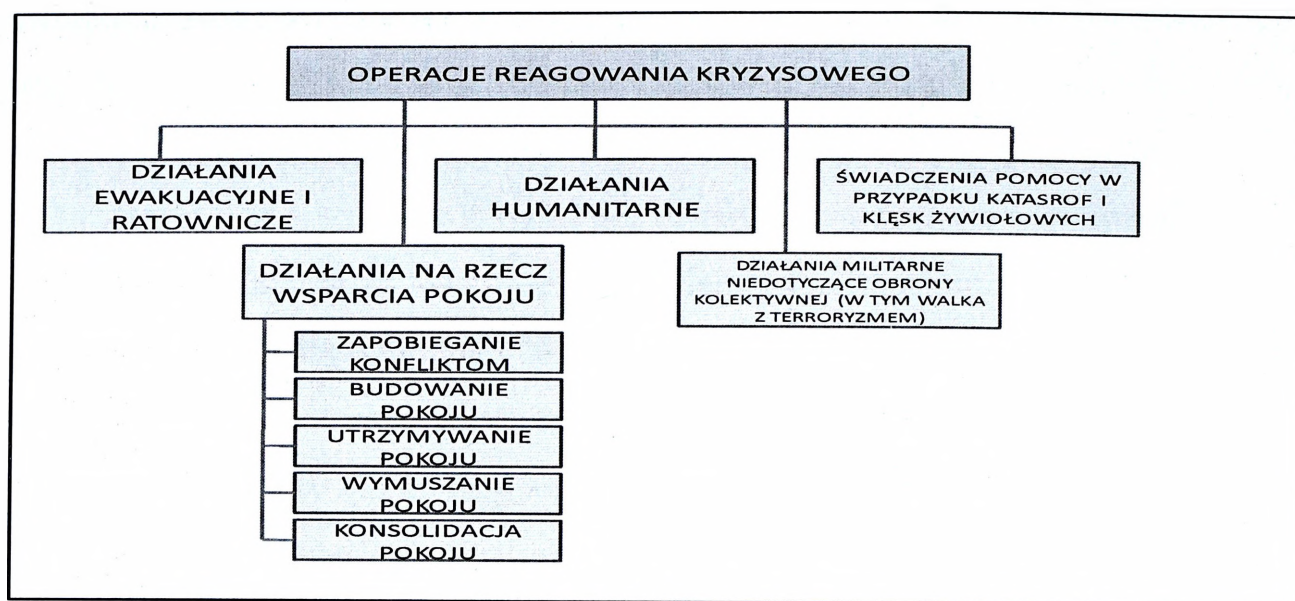 OPERACJE REAGOWANIA KRYZYSOWEGO
DZIAŁANIA
EWAKUACYJNE I
RATOWNICZE
DZIAŁANIA
HUMANITARNE
ŚWIADCZENIA POMOCY W
PRZYPADKU KATASROF I
KLĘSK ŻYWIOŁOWYCH
DZIAŁANIA NA RZECZ
WSPARCIA POKOJU
DZIAŁANIA MILITARNE
NIEDOTYCZĄCE OBRONY
KOLEKTYWNEJ (W TYM WALKA
Z TERRORYZMEM)
ZAPOBIEGANIE
KONFLIKTOM
BUDOWANIE
POKOJU
UTRZYMYWANIE
POKOJU
WYMUSZANIE
POKOJU
KONSOLIDACJA
POKOJU